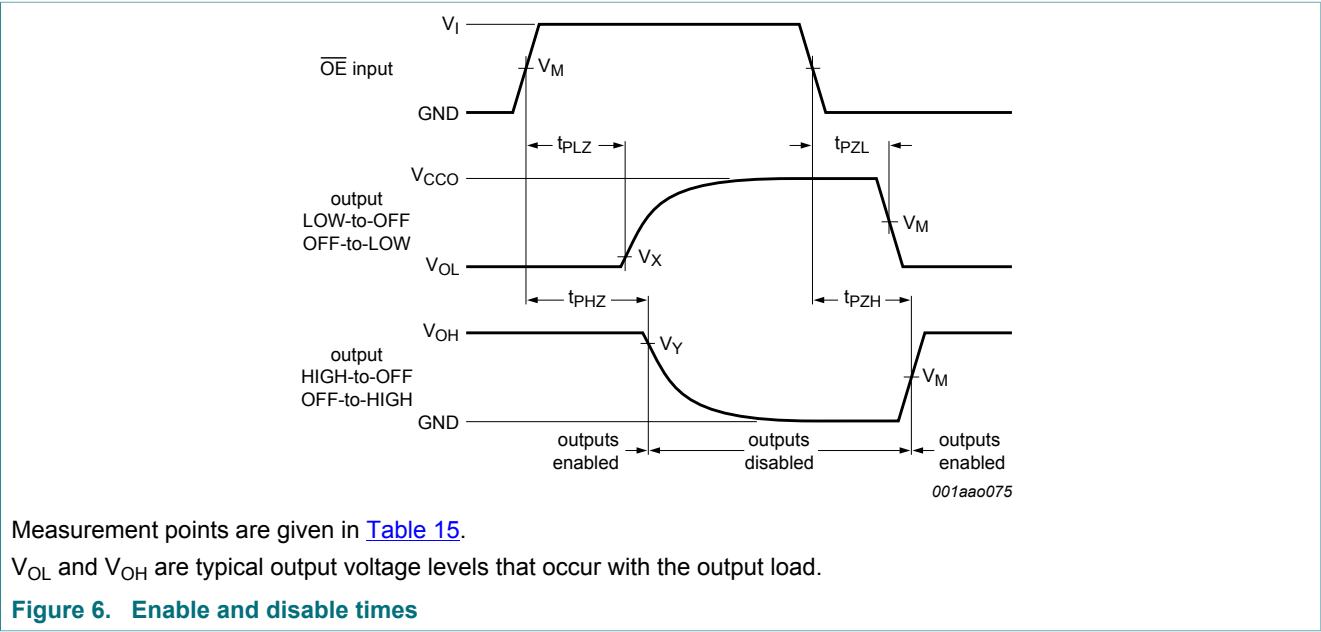 V_I
OE input
V_M
GND
t_PLZ
t_PZL
V_CCO
output
LOW-to-OFF
OFF-to-LOW
V_M
V_X
V_OL
t_PHZ
t_PZH
V_OH
output
HIGH-to-OFF
OFF-to-HIGH
V_Y
V_M
GND
outputs
enabled
outputs
disabled
outputs
enabled
001aao075
Measurement points are given in Table 15.
V_OL and V_OH are typical output voltage levels that occur with the output load.
Figure 6. Enable and disable times